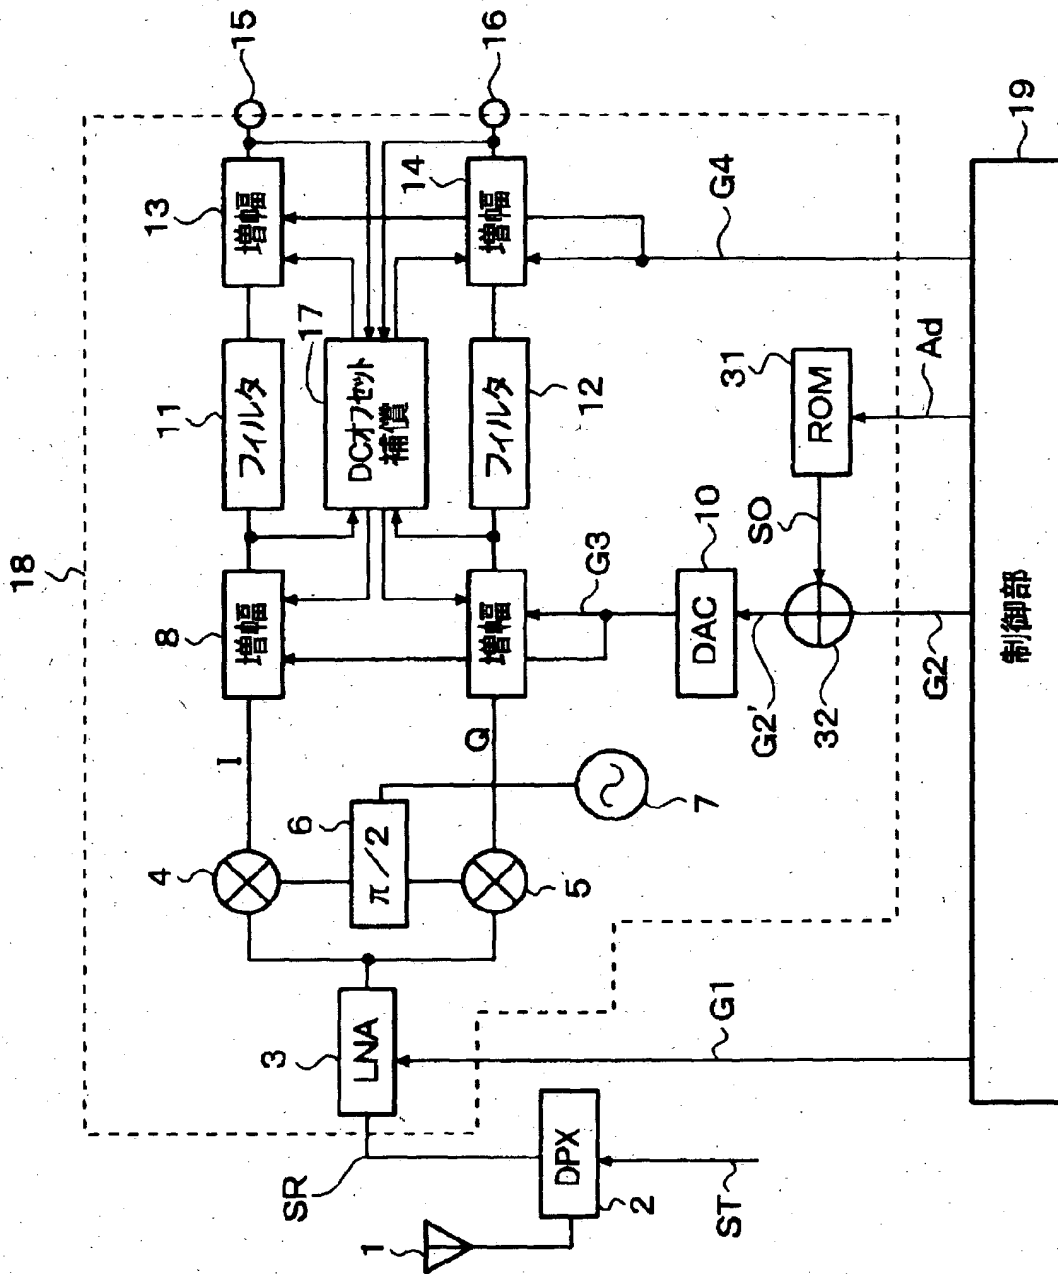 18
15
16
13
増幅
14
増幅
11
フィルタ
17
DCオフセット
補償
フィルタ
12
8
増幅
増幅
G3
I
Q
4
6
π/2
5
7
3
LNA
SR
1
DPX
2
ST
G1
DAC
10
G2'
32
G2
SO
ROM
31
Ad
G4
制御部
19